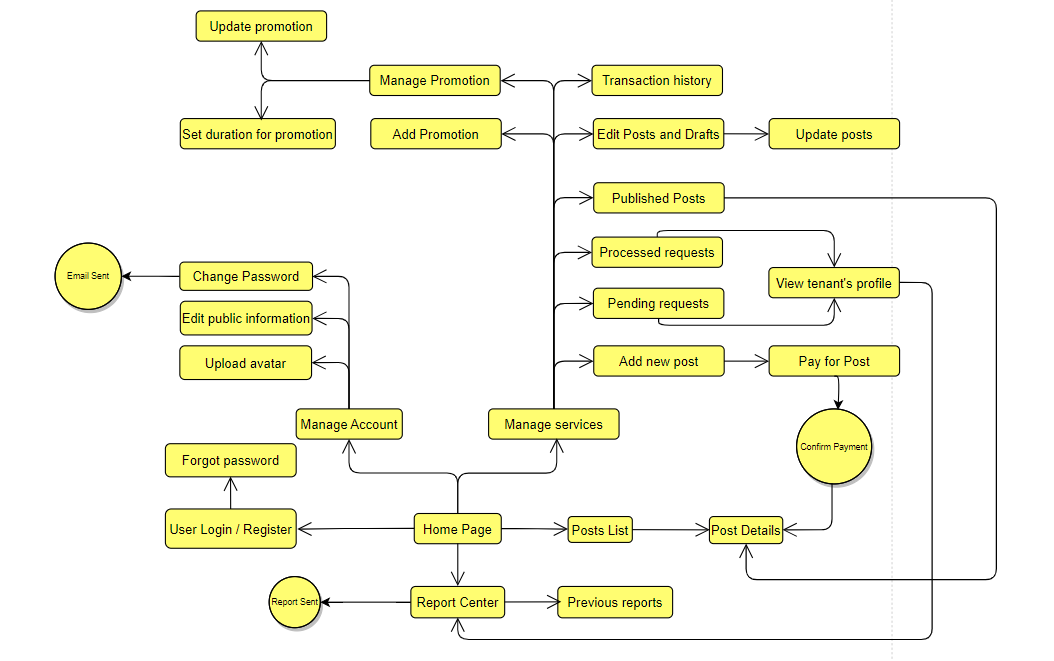 Update promotion
Manage Promotion
Transaction history
Set duration for promotion
Add Promotion
Edit Posts and Drafts
Update posts
Published Posts
Processed requests
Email Sent
Change Password
View tenant's profile
Edit public information
Pending requests
Upload avatar
Add new post
Pay for Post
Manage Account
Manage services
Confirm Payment
Forgot password
User Login / Register
Home Page
Posts List
Post Details
Report Sent
Report Center
Previous reports